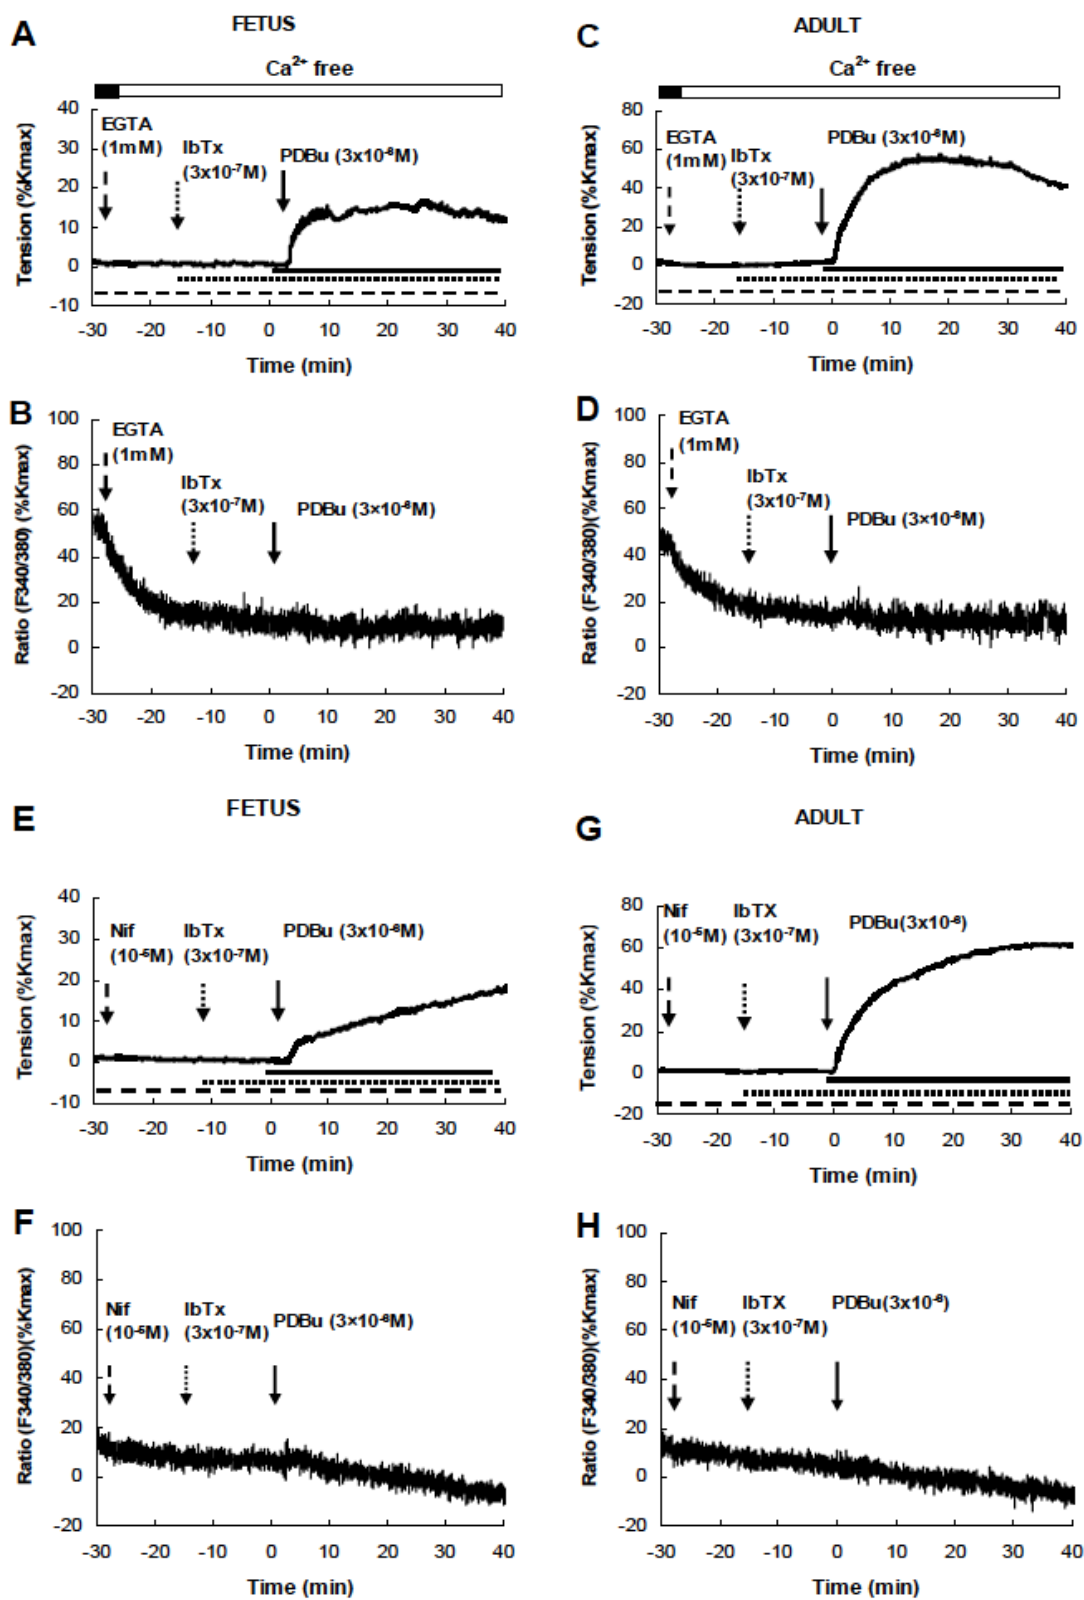 A
FETUS
Ca²⁺ free
40
30
20
10
0
-10
Tension (%Kmax)
EGTA
(1mM)
IbTx
(3x10⁻⁷M)
PDBu (3x10⁻⁶M)
-30 -20 -10 0 10 20 30 40
Time (min)
C
ADULT
Ca²⁺ free
80
60
40
20
0
-20
Tension (%Kmax)
EGTA
(1mM)
IbTx
(3x10⁻⁷M)
PDBu (3x10⁻⁶M)
-30 -20 -10 0 10 20 30 40
Time (min)
B
100
80
60
40
20
0
-20
Ratio (F340/380) (%Kmax)
EGTA
(1mM)
IbTx
(3x10⁻⁷M)
PDBu (3×10⁻⁶M)
-30 -20 -10 0 10 20 30 40
Time (min)
D
100
80
60
40
20
0
-20
Ratio (F340/380)(%Kmax)
EGTA
(1mM)
IbTx
(3x10⁻⁷M)
PDBu (3×10⁻⁶M)
-30 -20 -10 0 10 20 30 40
Time (min)
E
FETUS
40
30
20
10
0
-10
Tension (%Kmax)
Nif
(10⁻⁵M)
IbTx
(3x10⁻⁷M)
PDBu (3x10⁻⁶M)
-30 -20 -10 0 10 20 30 40
Time (min)
G
ADULT
80
60
40
20
0
-20
Tension (%Kmax)
Nif
(10⁻⁵M)
IbTX
(3x10⁻⁷M)
PDBu(3x10⁻⁶)
-30 -20 -10 0 10 20 30 40
Time (min)
F
100
80
60
40
20
0
-20
Ratio (F340/380)(%Kmax)
Nif
(10⁻⁵M)
IbTx
(3x10⁻⁷M)
PDBu (3×10⁻⁶M)
-30 -20 -10 0 10 20 30 40
Time (min)
H
100
80
60
40
20
0
-20
Ratio (F340/380)(%Kmax)
Nif
(10⁻⁵M)
IbTX
(3x10⁻⁷M)
PDBu(3x10⁻⁶)
-30 -20 -10 0 10 20 30 40
Time (min)